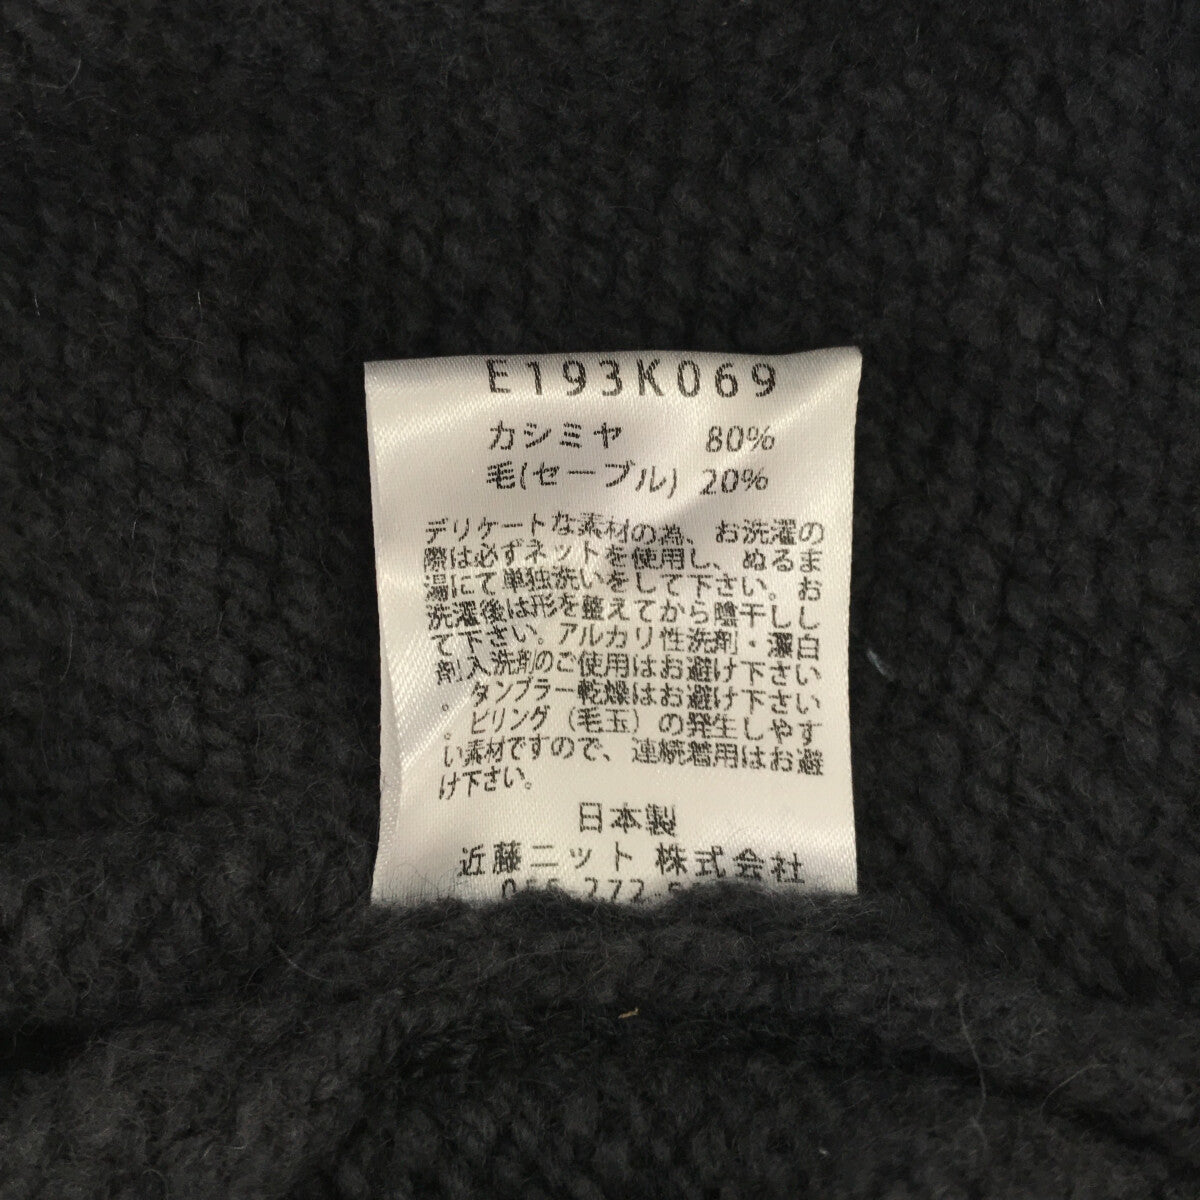 E193K069
カシミヤ 80%
毛(セーブル) 20%
デリケートな素材の為、お洗濯の
際は必ずネットを使用し、ぬるま
湯にて単独洗いをして下さい。お
洗濯後は形を整えてから陰干しし
て下さい。アルカリ性洗剤・漂白
剤入洗剤のご使用はお避け下さい
。タンブラー乾燥はお避け下さい
。ピリング（毛玉）の発生しやす
い素材ですので、連続着用はお避
け下さい。
日本製
近藤ニット 株式会社